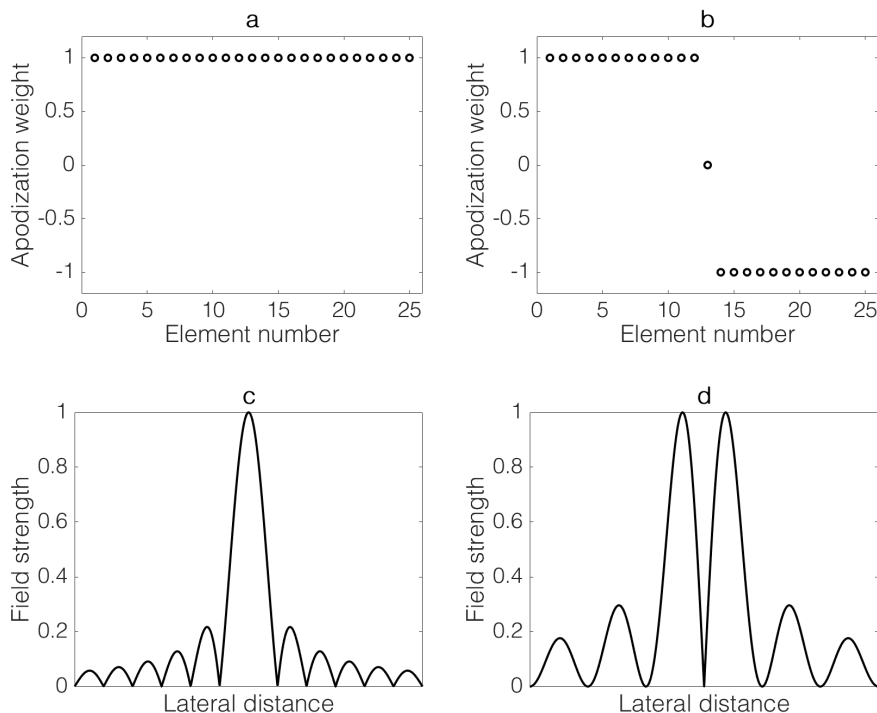 a
Apodization weight
1
0.5
0
-0.5
-1
0 5 10 15 20 25
Element number
b
Apodization weight
1
0.5
0
-0.5
-1
0 5 10 15 20 25
Element number
c
Field strength
1
0.8
0.6
0.4
0.2
0
Lateral distance
d
Field strength
1
0.8
0.6
0.4
0.2
0
Lateral distance